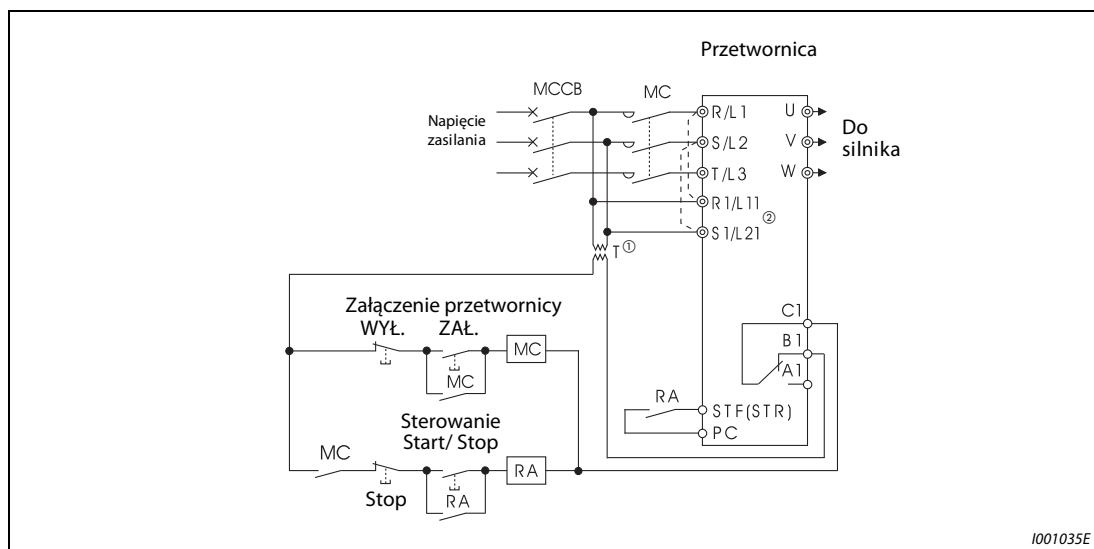 Przetwornica
MCCB
MC
Napięcie
zasilania
R/L1
U
Do
silnika
S/L2
V
T/L3
W
R1/L11
②
S1/L21
T①
Załączenie przetwornicy
WYŁ.
ZAŁ.
MC
MC
C1
B1
A1
RA
STF(STR)
PC
Sterowanie
Start/ Stop
MC
RA
Stop
RA
I001035E